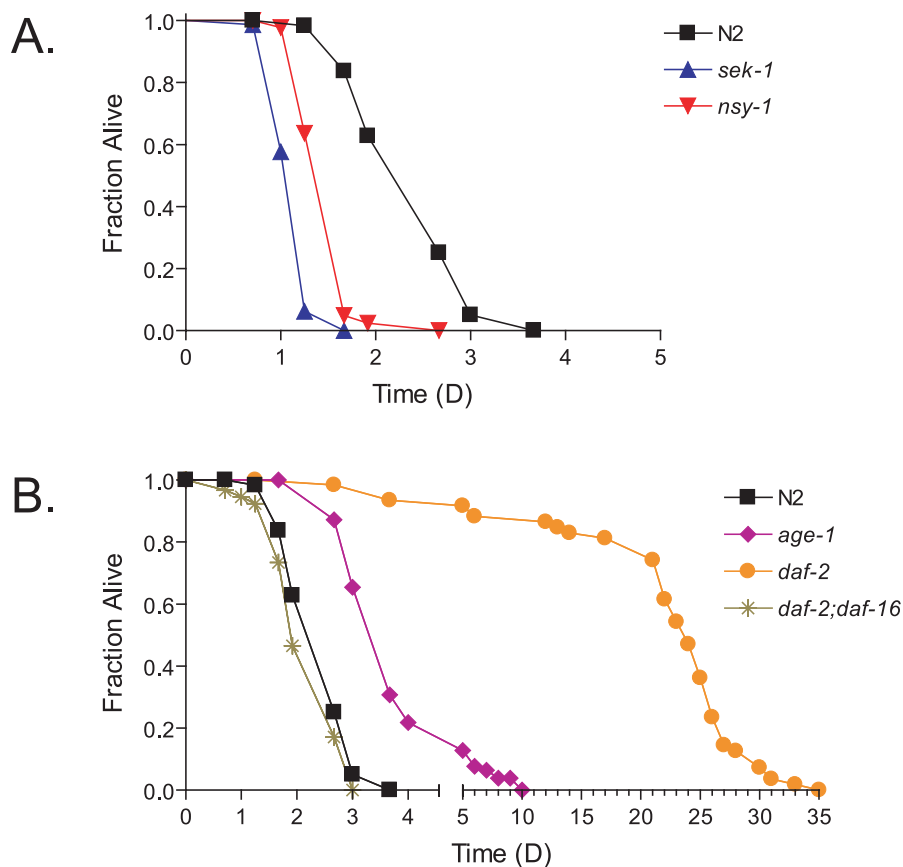 A.
Fraction Alive
1.0
0.8
0.6
0.4
0.2
0.0
0 1 2 3 4 5
Time (D)
N2
sek-1
nsy-1
B.
Fraction Alive
1.0
0.8
0.6
0.4
0.2
0.0
0 1 2 3 4 5 10 15 20 25 30 35
Time (D)
N2
age-1
daf-2
daf-2;daf-16